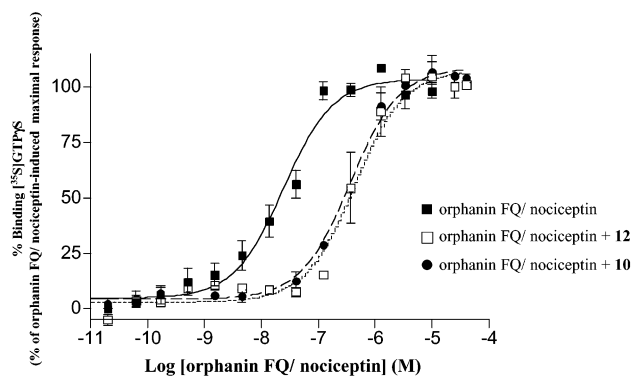 % Binding [³⁵S]GTPγS
(% of orphanin FQ/ nociceptin-induced maximal response)
100
75
50
25
0
-11 -10 -9 -8 -7 -6 -5 -4
Log [orphanin FQ/ nociceptin] (M)
orphanin FQ/ nociceptin
orphanin FQ/ nociceptin + 12
orphanin FQ/ nociceptin + 10